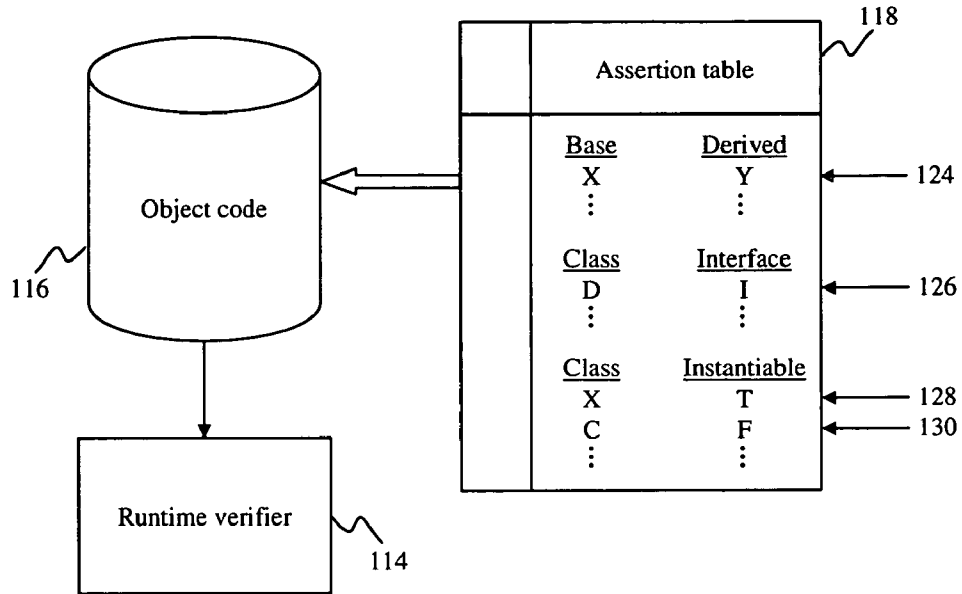 118
Assertion table
Base Derived
X Y
⋮ ⋮
124
Object code
116
Class Interface
D I
⋮ ⋮
126
Class Instantiable
X T
128
C F
130
⋮ ⋮
Runtime verifier
114